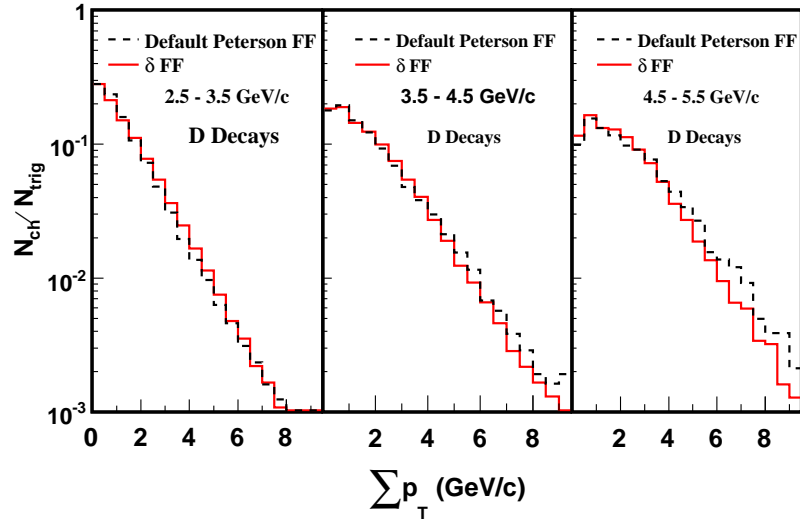 1
10^-1
10^-2
10^-3
N_ch / N_trig
Default Peterson FF
δ FF
2.5 - 3.5 GeV/c
D Decays
Default Peterson FF
δ FF
3.5 - 4.5 GeV/c
D Decays
Default Peterson FF
δ FF
4.5 - 5.5 GeV/c
D Decays
0 2 4 6 8 2 4 6 8 2 4 6 8
∑ p_T (GeV/c)